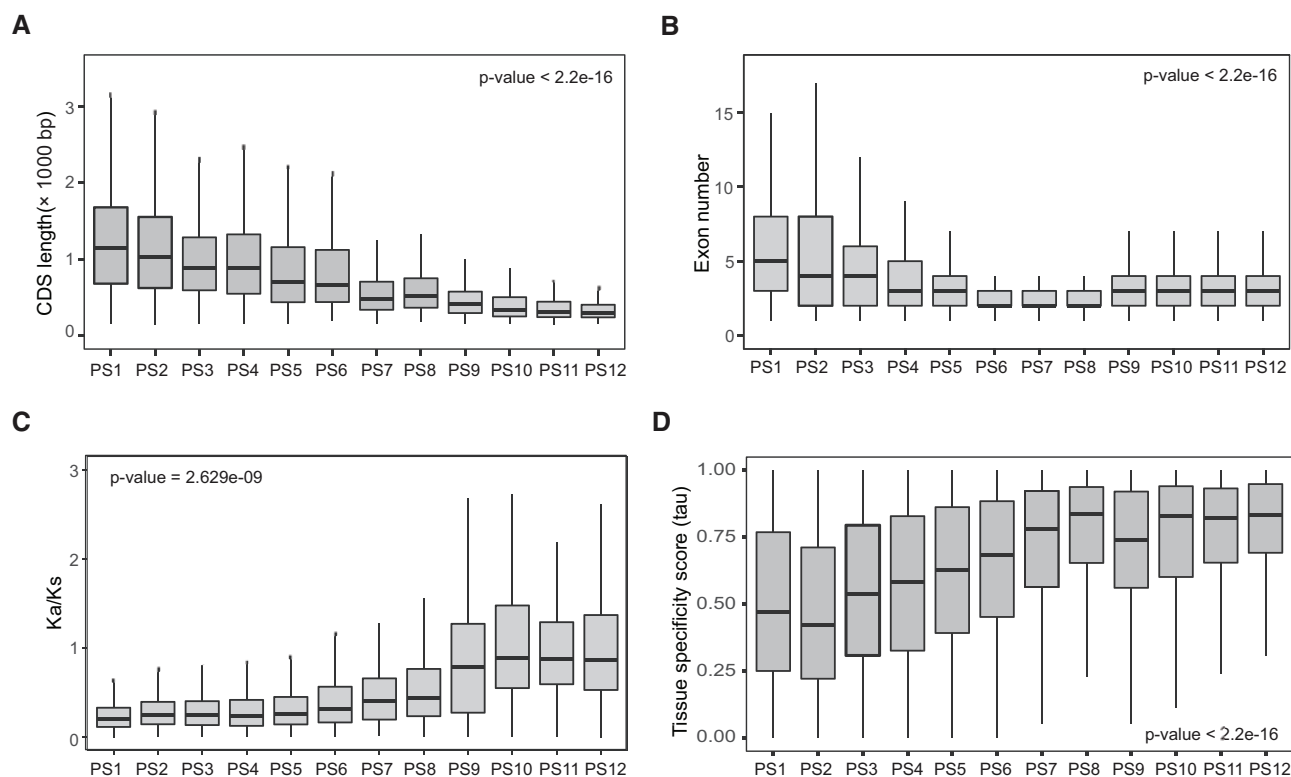 A
p-value < 2.2e-16
CDS length(× 1000 bp)
3
2
1
0
PS1 PS2 PS3 PS4 PS5 PS6 PS7 PS8 PS9 PS10 PS11 PS12
B
p-value < 2.2e-16
Exon number
15
10
5
0
PS1 PS2 PS3 PS4 PS5 PS6 PS7 PS8 PS9 PS10 PS11 PS12
C
p-value = 2.629e-09
Ka/Ks
3
2
1
0
PS1 PS2 PS3 PS4 PS5 PS6 PS7 PS8 PS9 PS10 PS11 PS12
D
Tissue specificity score (tau)
1.00
0.75
0.50
0.25
0.00
p-value < 2.2e-16
PS1 PS2 PS3 PS4 PS5 PS6 PS7 PS8 PS9 PS10 PS11 PS12